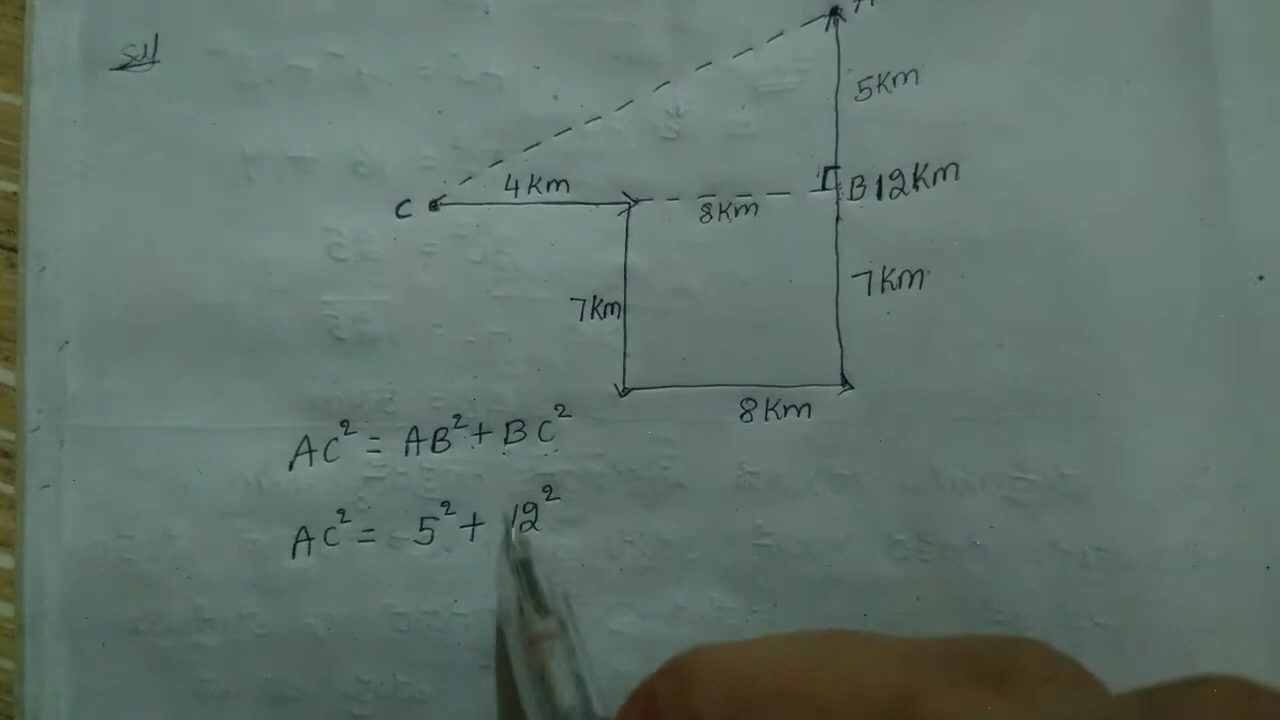 Sol
5Km
4Km
B 12Km
C
8Km
7Km
7Km
8Km
AC² = AB² + BC²
AC² = 5² + 12²